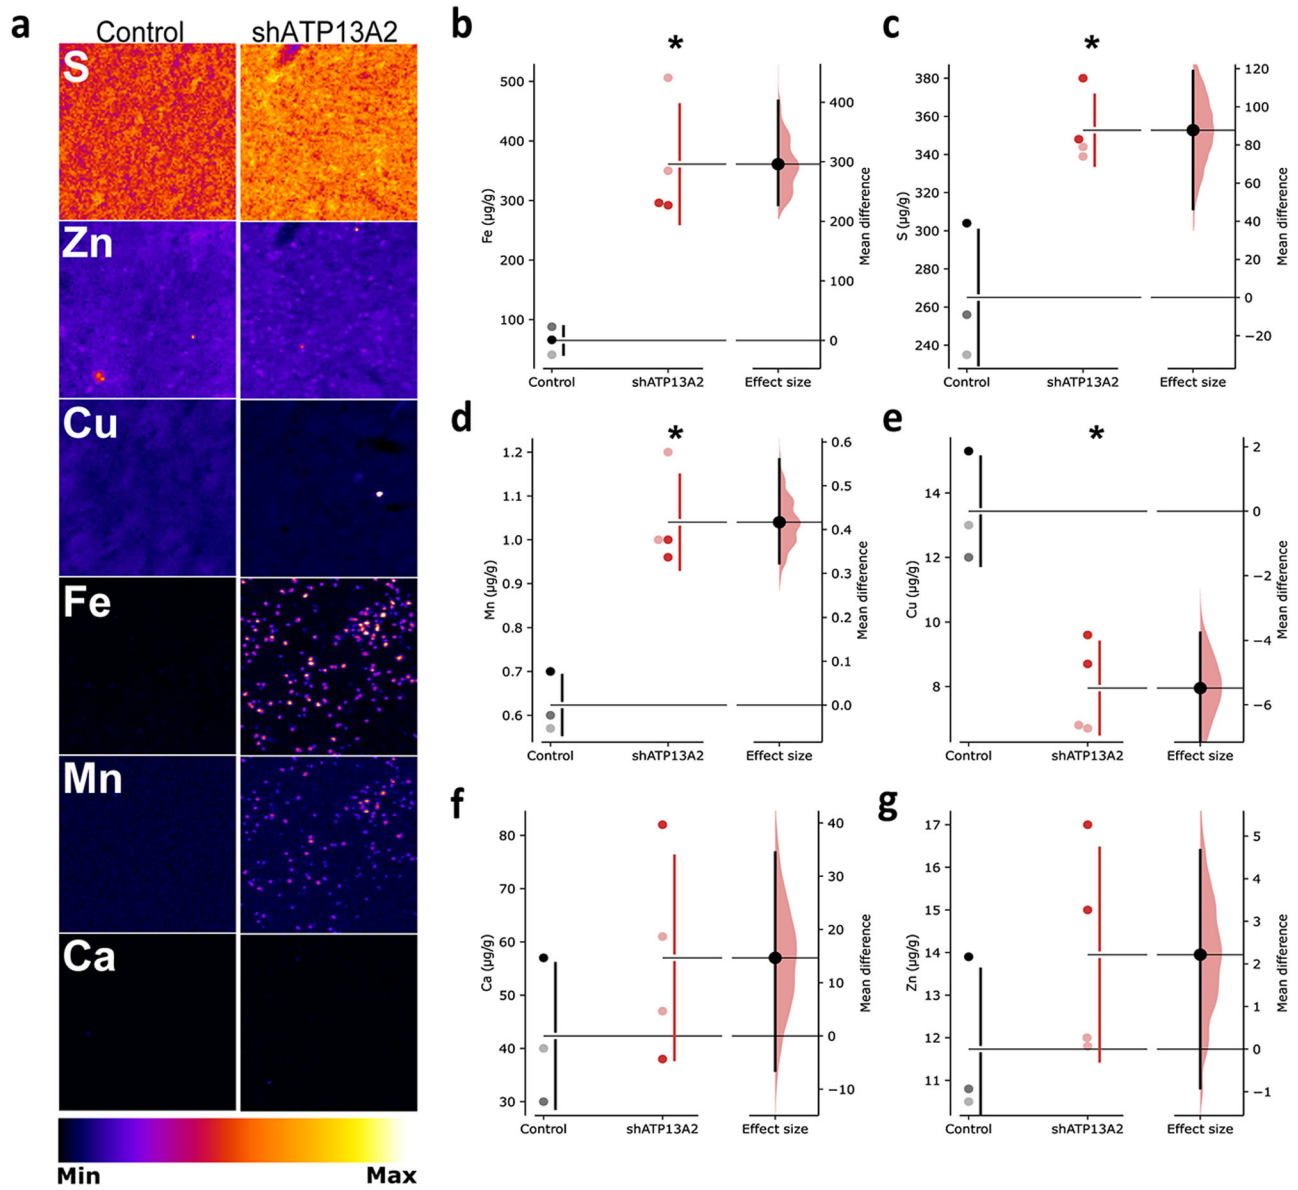 a
Control
shATP13A2
S
Zn
Cu
Fe
Mn
Ca
Min
Max
b
*
500
400
300
200
100
Fe (µg/g)
400
300
200
100
0
Mean difference
Control
shATP13A2
Effect size
c
*
380
360
340
320
300
280
260
240
S (µg/g)
120
100
80
60
40
20
0
−20
Mean difference
Control
shATP13A2
Effect size
d
*
1.2
1.1
1.0
0.9
0.8
0.7
0.6
Mn (µg/g)
0.6
0.5
0.4
0.3
0.2
0.1
0.0
Mean difference
Control
shATP13A2
Effect size
e
*
14
12
10
8
Cu (µg/g)
2
0
−2
−4
−6
Mean difference
Control
shATP13A2
Effect size
f
80
70
60
50
40
30
Ca (µg/g)
40
30
20
10
0
−10
Mean difference
Control
shATP13A2
Effect size
g
17
16
15
14
13
12
11
Zn (µg/g)
5
4
3
2
1
0
−1
Mean difference
Control
shATP13A2
Effect size